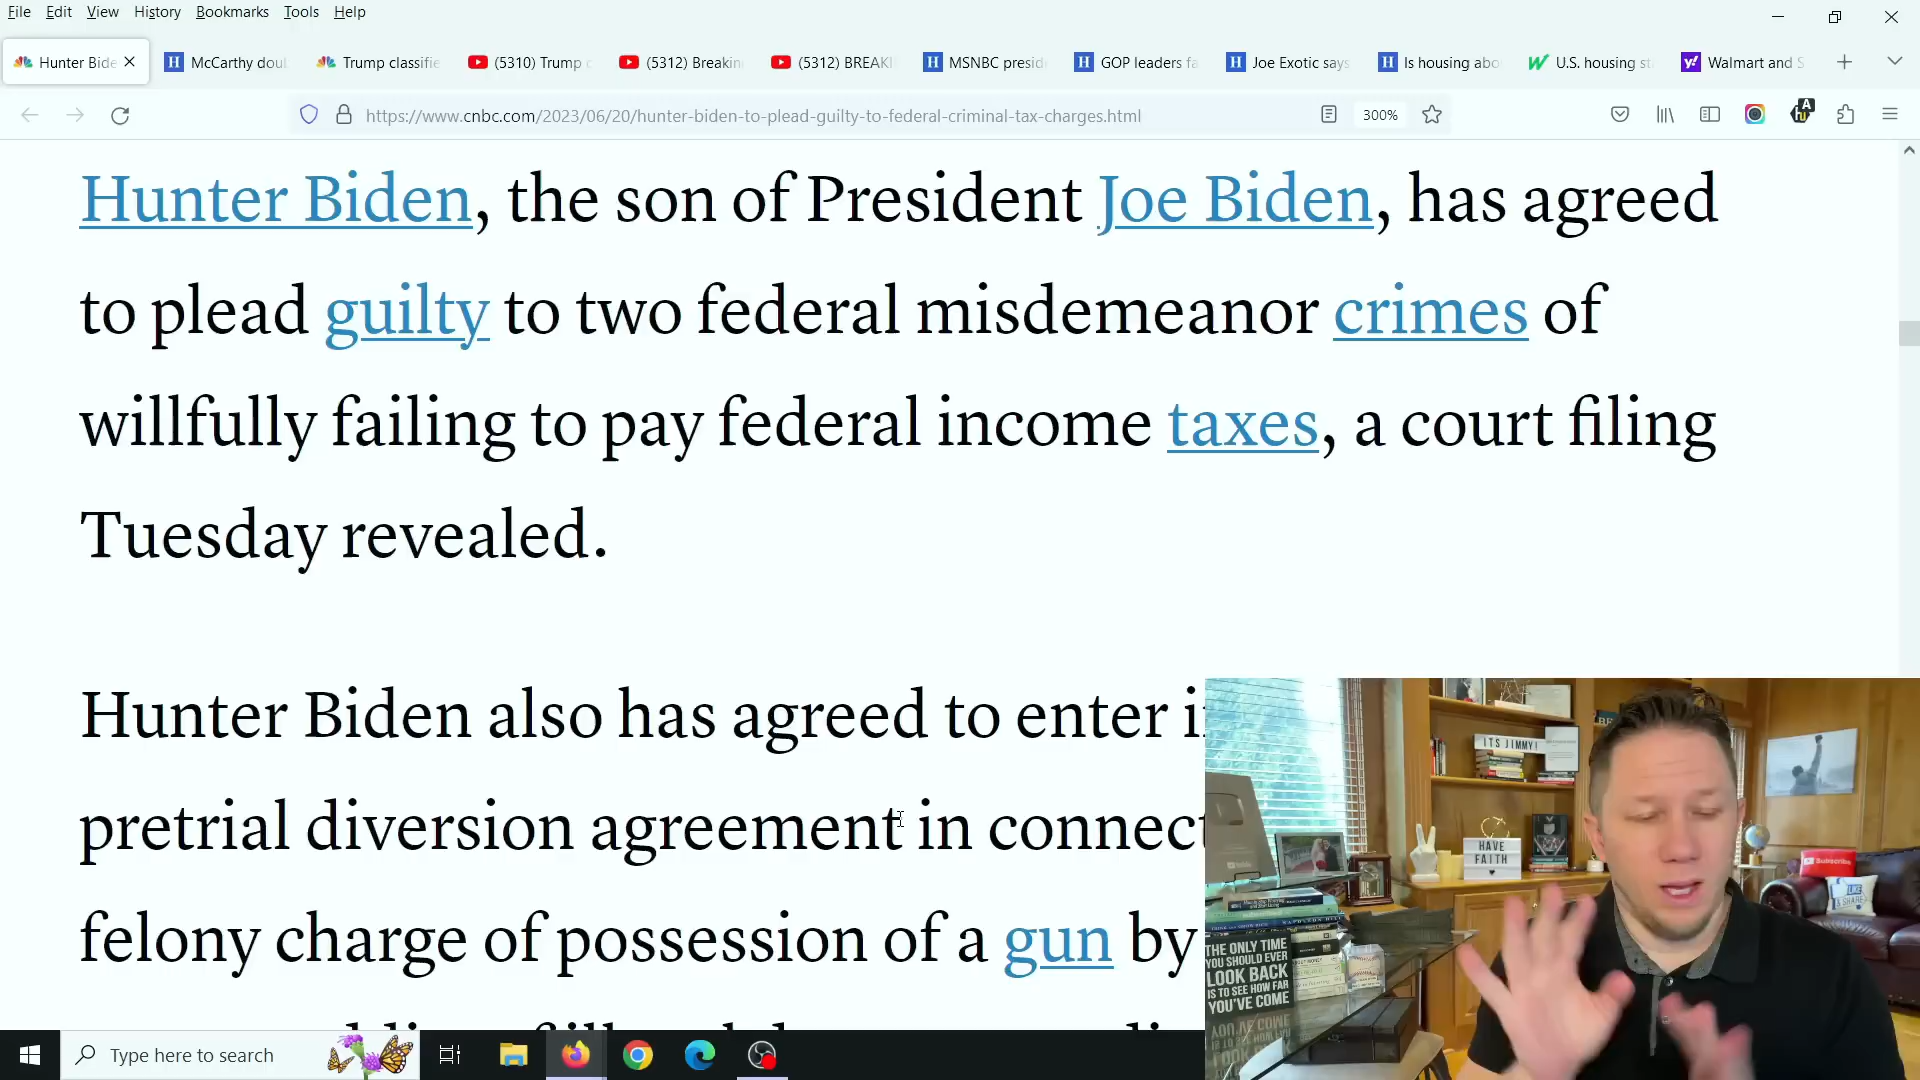 File Edit View History Bookmarks Tools Help
Hunter Bide
McCarthy dou
Trump classifie
(5310) Trump c
(5312) Breakin
(5312) BREAKI
MSNBC presid
GOP leaders fa
Joe Exotic says
Is housing abo
U.S. housing st
Walmart and S
https://www.cnbc.com/2023/06/20/hunter-biden-to-plead-guilty-to-federal-criminal-tax-charges.html
300%
Hunter Biden, the son of President Joe Biden, has agreed
to plead guilty to two federal misdemeanor crimes of
willfully failing to pay federal income taxes, a court filing
Tuesday revealed.
Hunter Biden also has agreed to enter i
pretrial diversion agreement in connect
felony charge of possession of a gun by
ITS JIMMY!
HAVE
FAITH
Subscribe
LIKE
& SHARE
THE ONLY TIME
YOU SHOULD EVER
LOOK BACK
IS TO SEE HOW FAR
YOU'VE COME
Type here to search